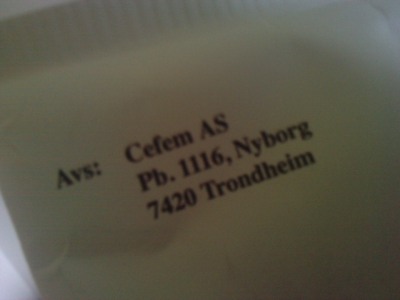 Avs: Cefem AS
Pb. 1116, Nyborg
7420 Trondheim